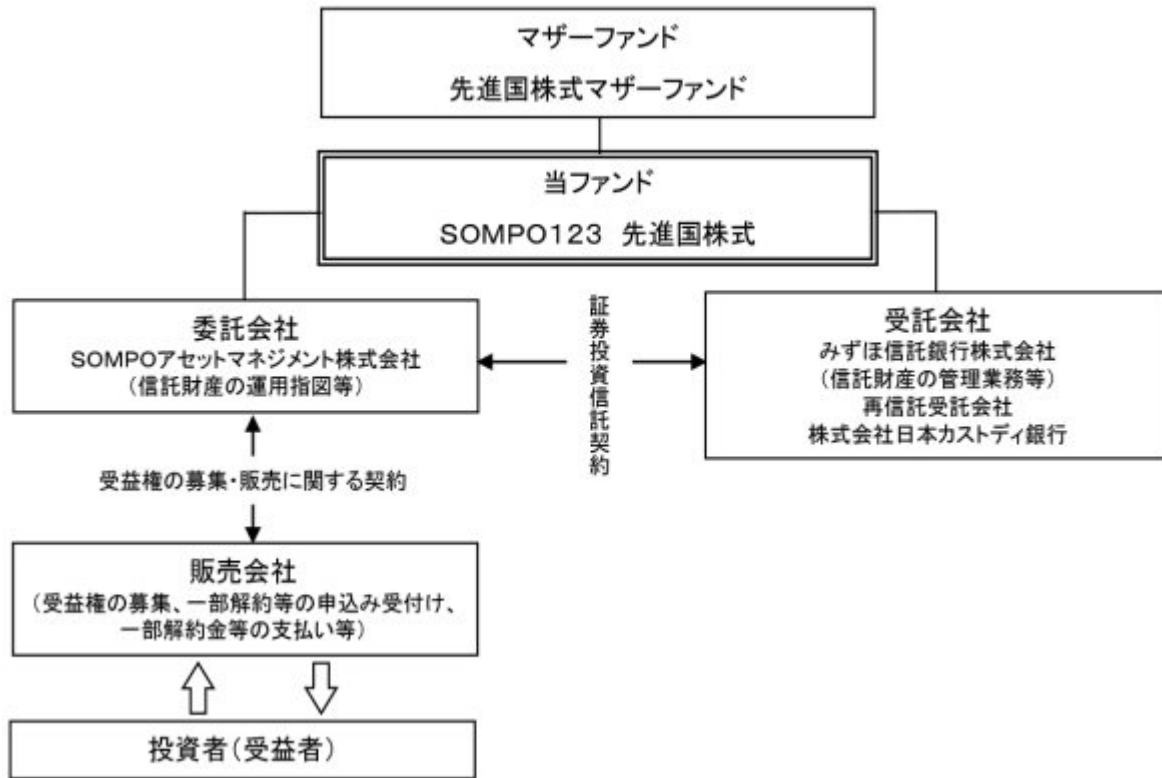 マザーファンド
先進国株式マザーファンド
当ファンド
SOMPO123 先進国株式
委託会社
SOMPOアセットマネジメント株式会社
(信託財産の運用指図等)
証券投資信託契約
受託会社
みずほ信託銀行株式会社
(信託財産の管理業務等)
再信託受託会社
株式会社日本カストディ銀行
受益権の募集・販売に関する契約
販売会社
(受益権の募集、一部解約等の申込み受付け、
一部解約金等の支払い等)
投資者(受益者)